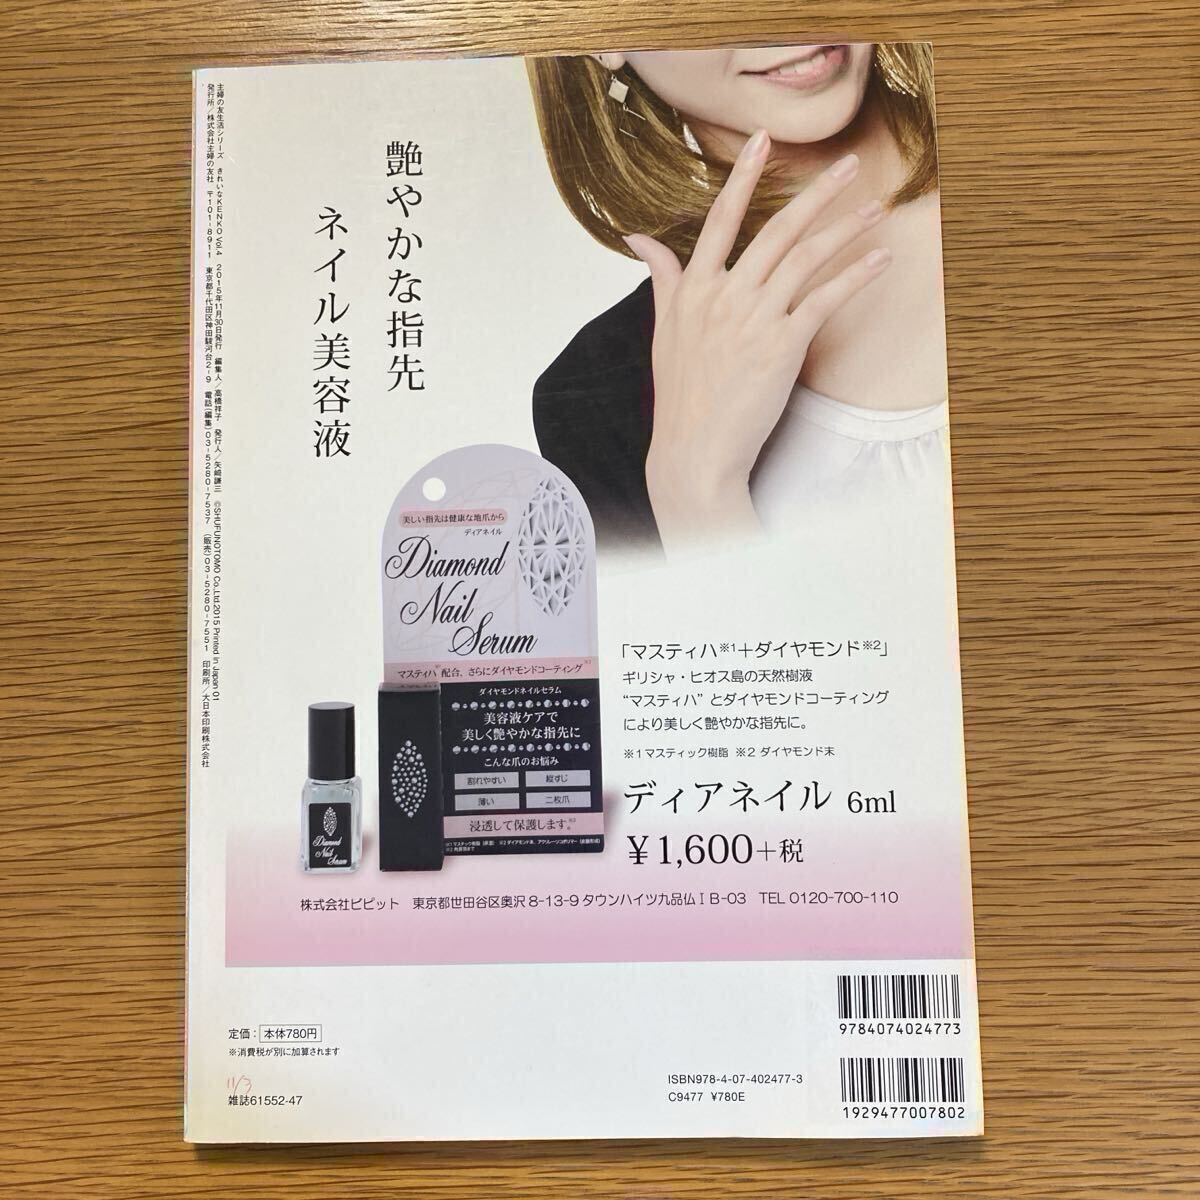 主婦の友生活シリーズ きれいなKENKO Vol.4 2015年11月30日発行 編集人/高橋祥子 発行人/矢﨑謙三 ©SHUFUNOTOMO Co.,Ltd.2015 Printed in Japan 01
発行所/株式会社主婦の友社 〒101-8911 東京都千代田区神田駿河台2-9 電話(編集)03-5280-7537 (販売)03-5280-7551 印刷所/大日本印刷株式会社
艶やかな指先
ネイル美容液
美しい指先は健康な地爪から
ディアネイル
Diamond
Nail
Serum
マスティハ※1配合、さらにダイヤモンドコーティング※2
ダイヤモンドネイルセラム
美容液ケアで
美しく艶やかな指先に
こんな爪のお悩み
割れやすい
縦すじ
薄い
二枚爪
浸透して保護します。※3
Diamond
Nail
Serum
「マスティハ※1+ダイヤモンド※2」
ギリシャ・ヒオス島の天然樹液
“マスティハ”とダイヤモンドコーティング
により美しく艶やかな指先に。
※1マスティック樹脂 ※2 ダイヤモンド末
ディアネイル 6ml
¥1,600+税
株式会社ビピット 東京都世田谷区奥沢8-13-9タウンハイツ九品仏ⅠB-03 TEL 0120-700-110
9784074024773
定価:本体780円
※消費税が別に加算されます
11/3
雑誌61552-47
ISBN978-4-07-402477-3
C9477 ¥780E
1929477007802